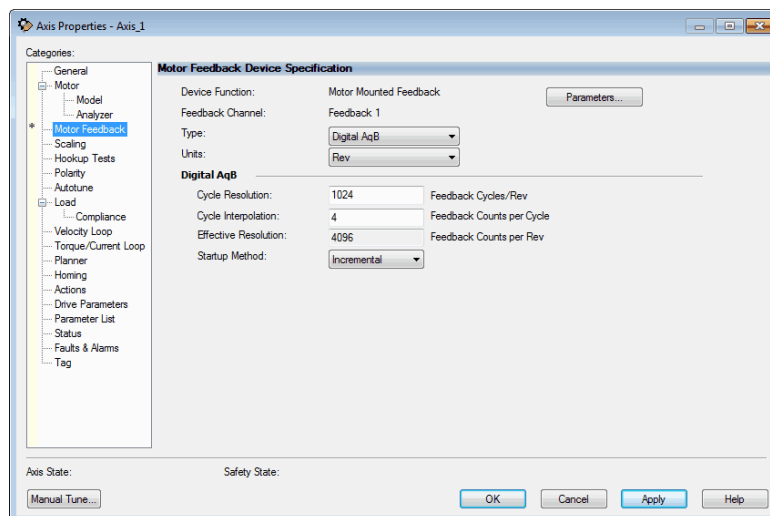 Axis Properties - Axis_1
Categories:
General
Motor
Model
Analyzer
* Motor Feedback
Scaling
Hookup Tests
Polarity
Autotune
Load
Compliance
Velocity Loop
Torque/Current Loop
Planner
Homing
Actions
Drive Parameters
Parameter List
Status
Faults & Alarms
Tag
Motor Feedback Device Specification
Device Function: Motor Mounted Feedback Parameters...
Feedback Channel: Feedback 1
Type: Digital AqB
Units: Rev
Digital AqB
Cycle Resolution: 1024 Feedback Cycles/Rev
Cycle Interpolation: 4 Feedback Counts per Cycle
Effective Resolution: 4096 Feedback Counts per Rev
Startup Method: Incremental
Axis State: Safety State:
Manual Tune... OK Cancel Apply Help